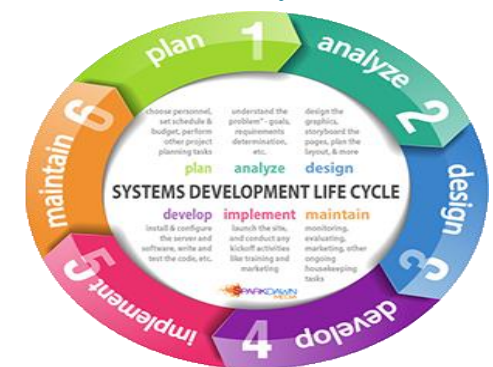 plan 1
analyze 2
design 3
develop 4
implement 5
maintain 6
choose personnel,
set schedule &
budget, perform
other project
planning tasks
plan
understand the
problem" - goals,
requirements
determination,
etc.
analyze
design the
graphics,
storyboard the
pages, plan the
layout, & more
design
SYSTEMS DEVELOPMENT LIFE CYCLE
develop
install & configure
the server and
software, write and
test the code, etc.
implement
launch the site,
and conduct any
kickoff activities
like training and
marketing
maintain
monitoring,
evaluating,
marketing, other
ongoing
housekeeping
tasks
SPARKDAWN
MEDIA